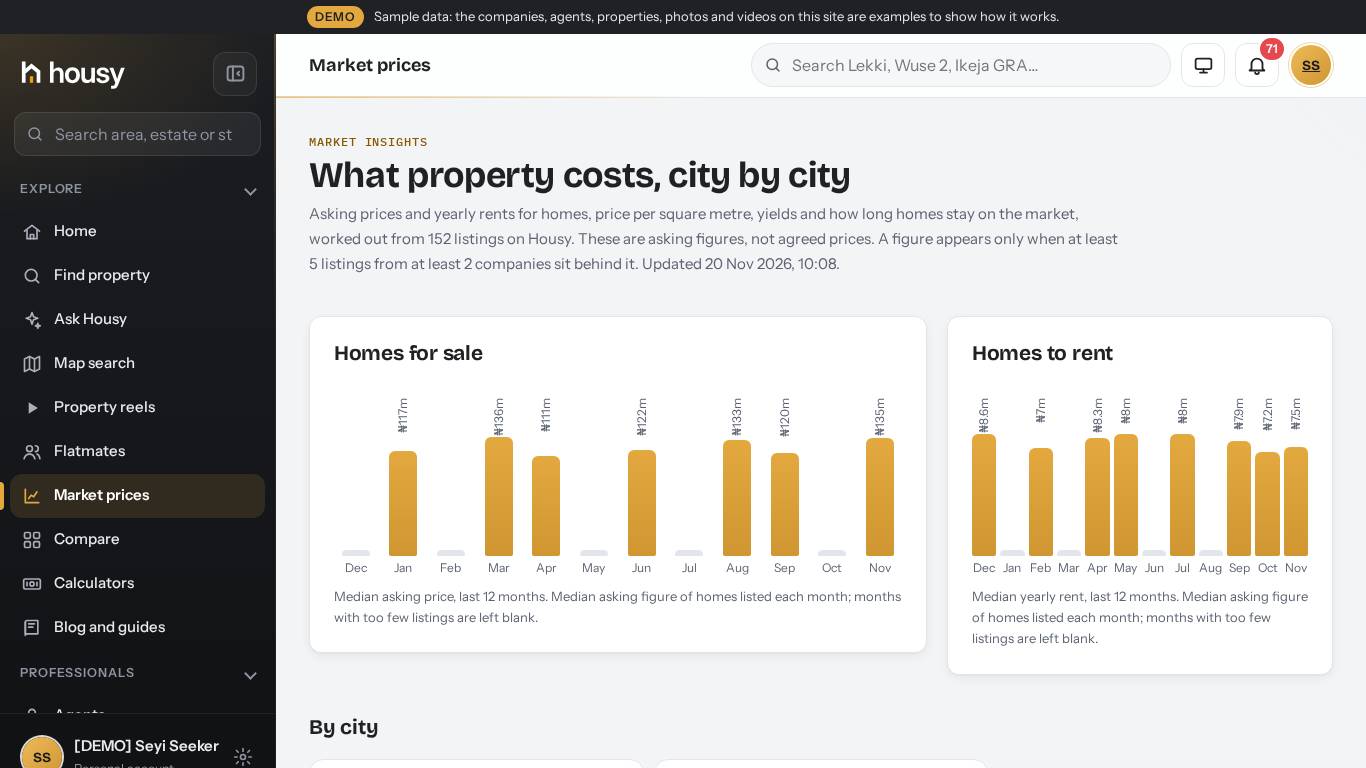 DEMO Sample data: the companies, agents, properties, photos and videos on this site are examples to show how it works.
housy
Search area, estate or st
EXPLORE
Home
Find property
Ask Housy
Map search
Property reels
Flatmates
Market prices
Compare
Calculators
Blog and guides
PROFESSIONALS
SS
[DEMO] Seyi Seeker
Market prices
Search Lekki, Wuse 2, Ikeja GRA...
71
SS
MARKET INSIGHTS
What property costs, city by city
Asking prices and yearly rents for homes, price per square metre, yields and how long homes stay on the market,
worked out from 152 listings on Housy. These are asking figures, not agreed prices. A figure appears only when at least
5 listings from at least 2 companies sit behind it. Updated 20 Nov 2026, 10:08.
Homes for sale
₦117m ₦136m ₦111m ₦122m ₦133m ₦120m ₦135m
Dec Jan Feb Mar Apr May Jun Jul Aug Sep Oct Nov
Median asking price, last 12 months. Median asking figure of homes listed each month; months
with too few listings are left blank.
Homes to rent
₦8.6m ₦7m ₦8.3m ₦8m ₦8m ₦7.9m ₦7.2m ₦7.5m
Dec Jan Feb Mar Apr May Jun Jul Aug Sep Oct Nov
Median yearly rent, last 12 months. Median asking figure
of homes listed each month; months with too few
listings are left blank.
By city